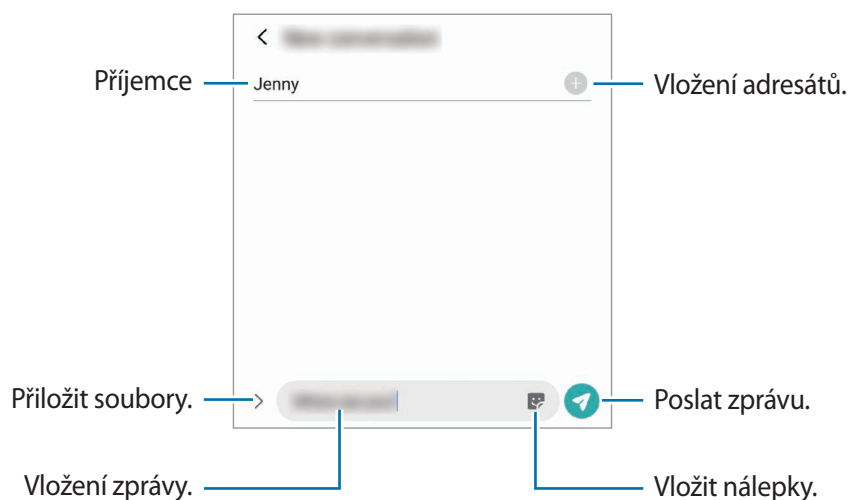 Příjemce
Jenny
Vložení adresátů.
Přiložit soubory.
Poslat zprávu.
Vložení zprávy.
Vložit nálepky.